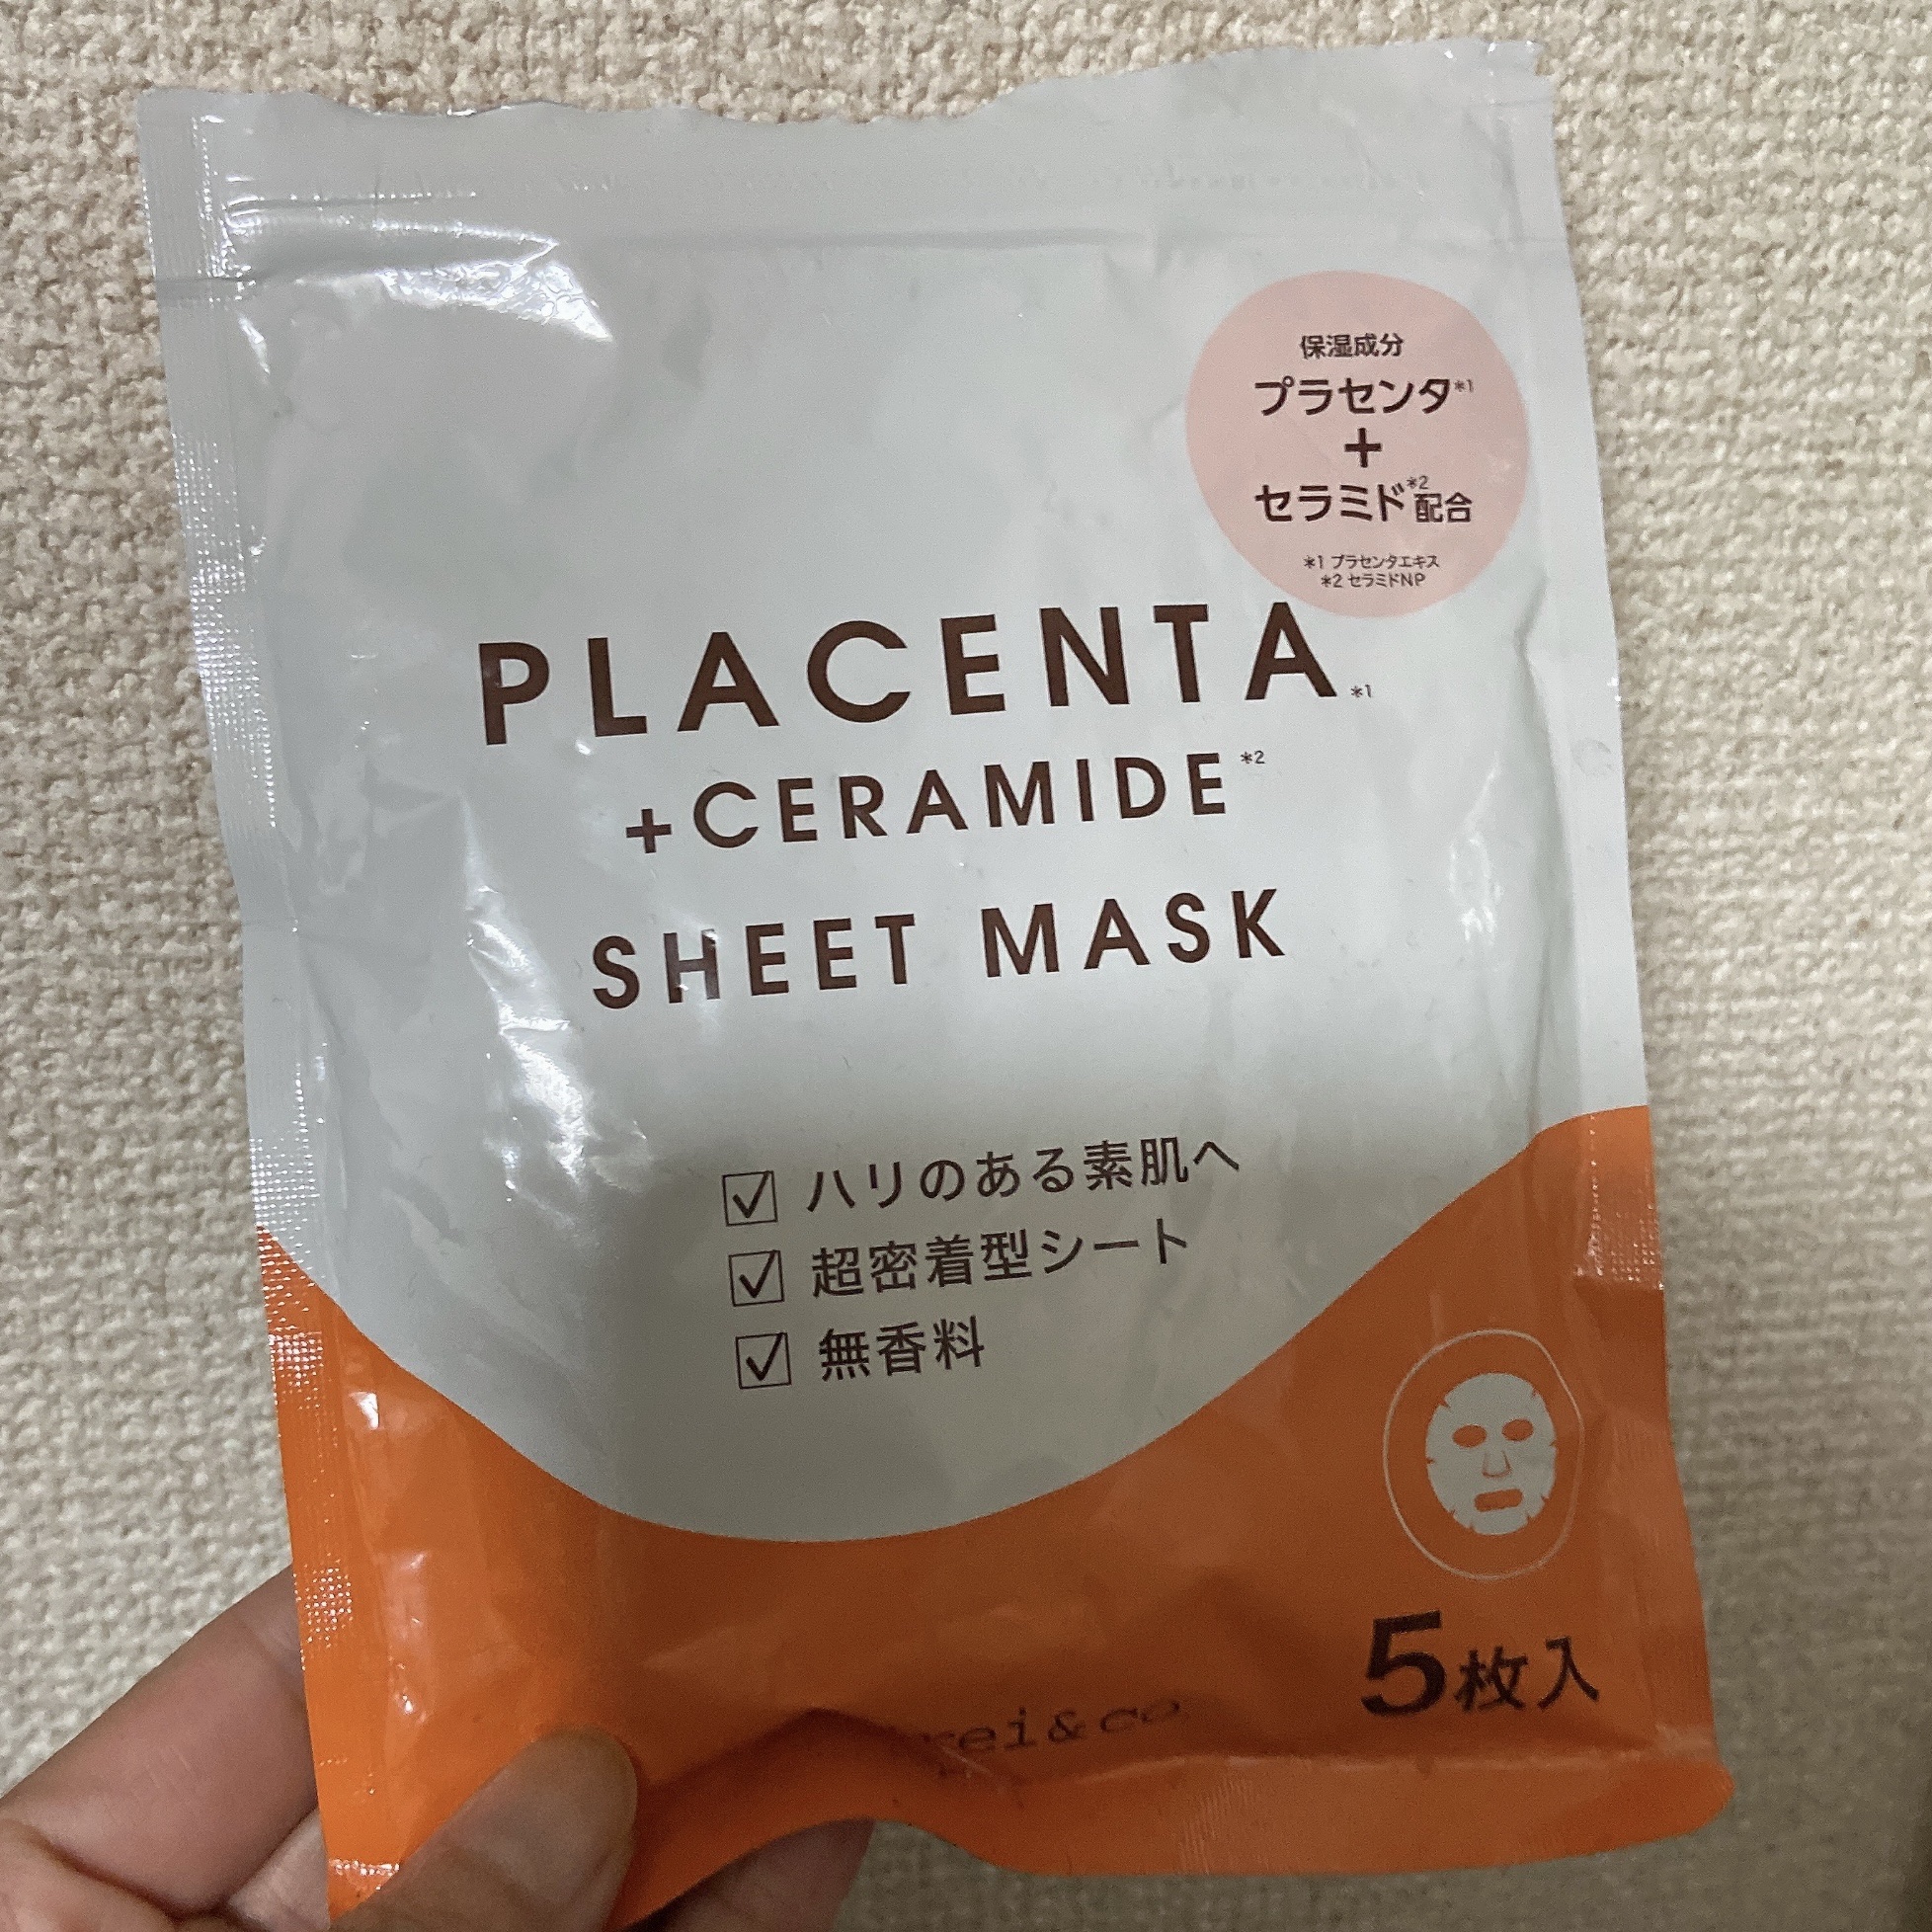 保湿成分
プラセンタ*1
+
セラミド*2配合
*1 プラセンタエキス
*2 セラミドNP
PLACENTA*1
+CERAMIDE*2
SHEET MASK
☑ ハリのある素肌へ
☑ 超密着型シート
☑ 無香料
5枚入